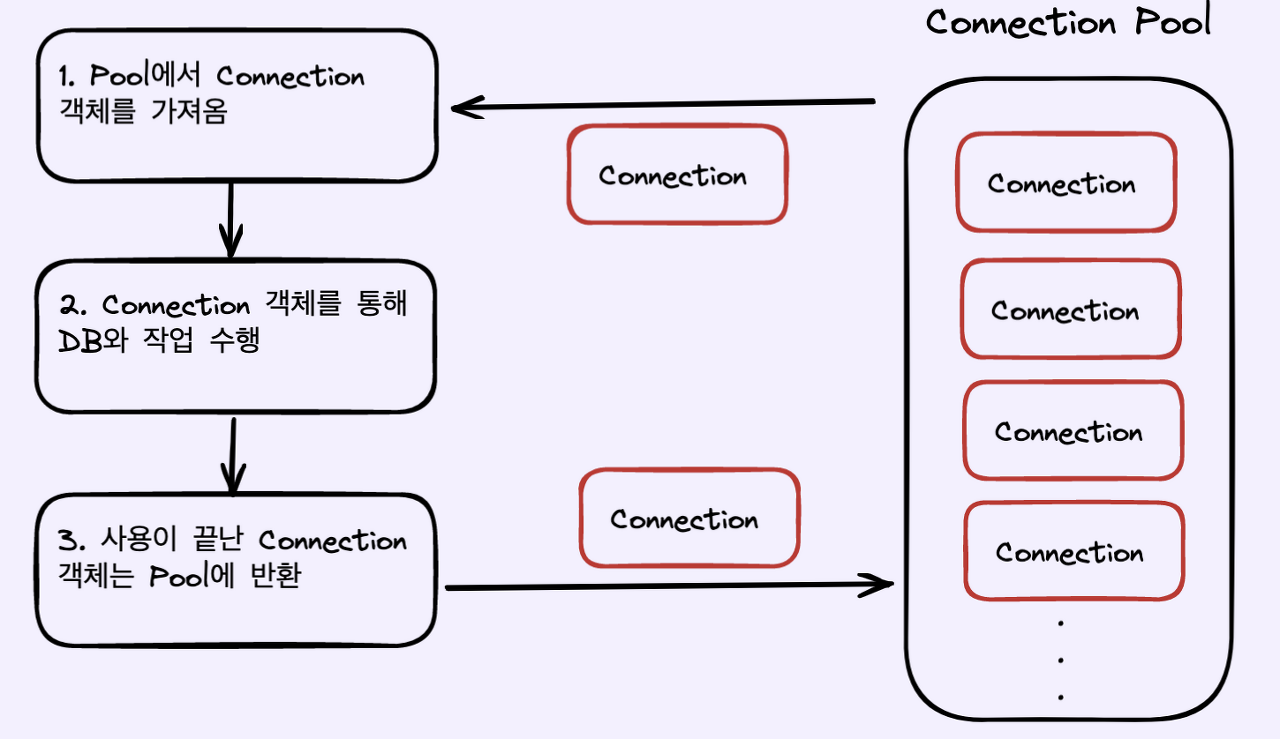 Connection Pool
1. Pool에서 Connection
객체를 가져옴
Connection
Connection
2. Connection 객체를 통해
DB와 작업 수행
Connection
Connection
3. 사용이 끝난 Connection
객체는 Pool에 반환
Connection
Connection
.
.
.